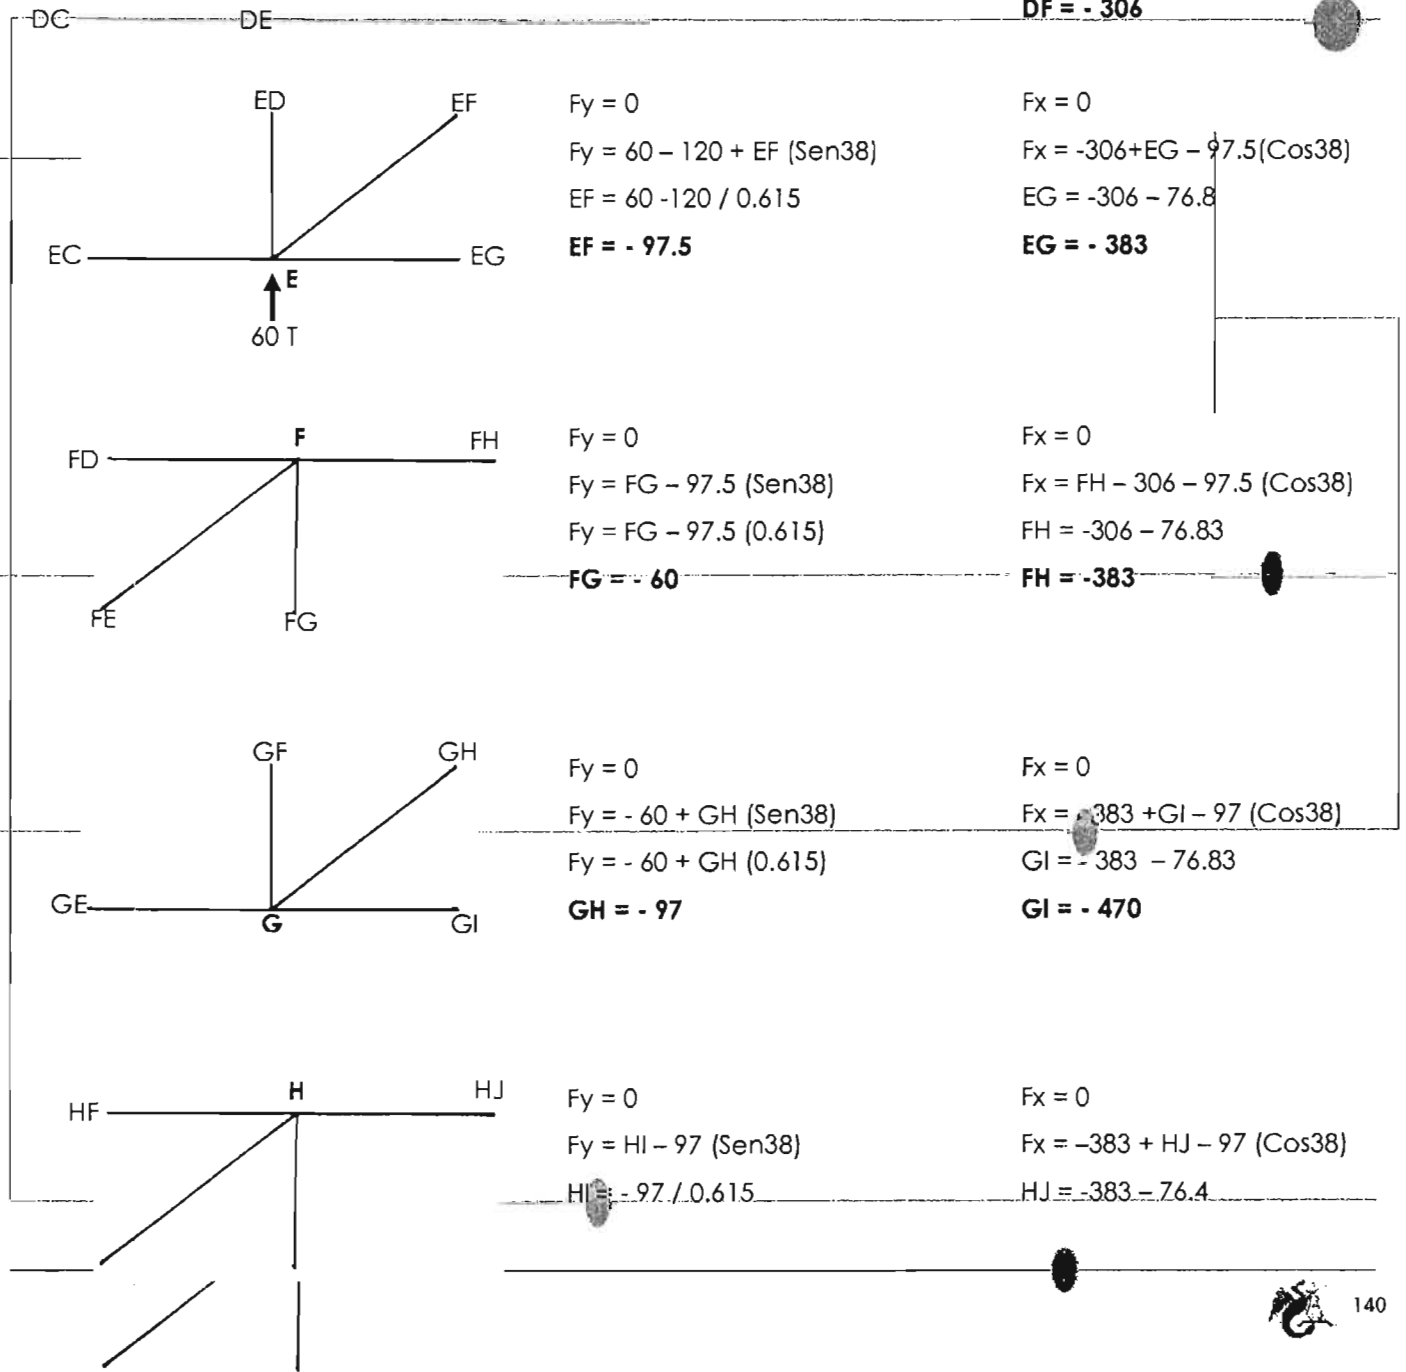 DC DE DF = - 306
ED EF Fy = 0 Fx = 0
Fy = 60 – 120 + EF (Sen38) Fx = -306+EG – 97.5(Cos38)
EF = 60 -120 / 0.615 EG = -306 – 76.8
EC EG EF = - 97.5 EG = - 383
E
60 T
F FH Fy = 0 Fx = 0
FD Fy = FG – 97.5 (Sen38) Fx = FH – 306 – 97.5 (Cos38)
Fy = FG – 97.5 (0.615) FH = -306 – 76.83
FG = - 60 FH = -383
FE FG
GF GH Fy = 0 Fx = 0
Fy = - 60 + GH (Sen38) Fx = - 383 +GI – 97 (Cos38)
Fy = - 60 + GH (0.615) GI = - 383 – 76.83
GE G GI GH = - 97 GI = - 470
H HJ Fy = 0 Fx = 0
HF Fy = HI – 97 (Sen38) Fx = –383 + HJ – 97 (Cos38)
HI = - 97 / 0.615 HJ = -383 – 76.4
140